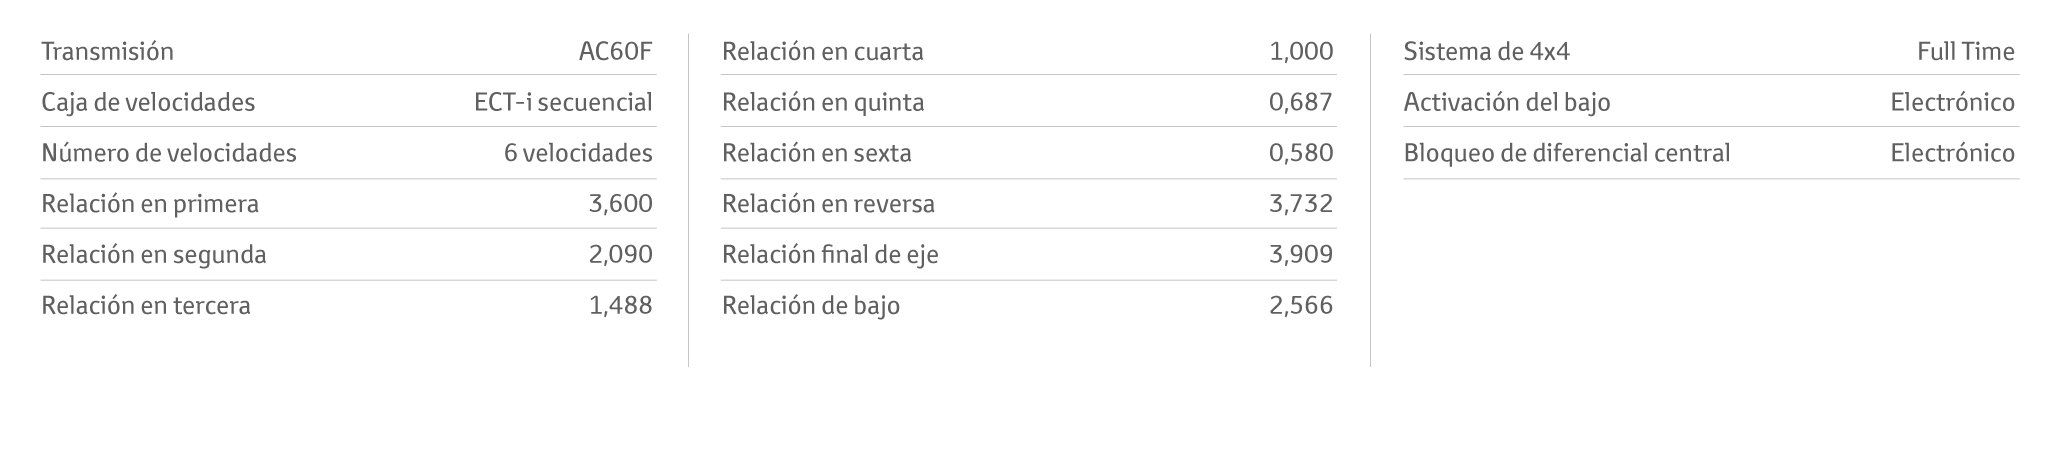 Transmisión AC60F
Caja de velocidades ECT-i secuencial
Número de velocidades 6 velocidades
Relación en primera 3,600
Relación en segunda 2,090
Relación en tercera 1,488
Relación en cuarta 1,000
Relación en quinta 0,687
Relación en sexta 0,580
Relación en reversa 3,732
Relación final de eje 3,909
Relación de bajo 2,566
Sistema de 4x4 Full Time
Activación del bajo Electrónico
Bloqueo de diferencial central Electrónico